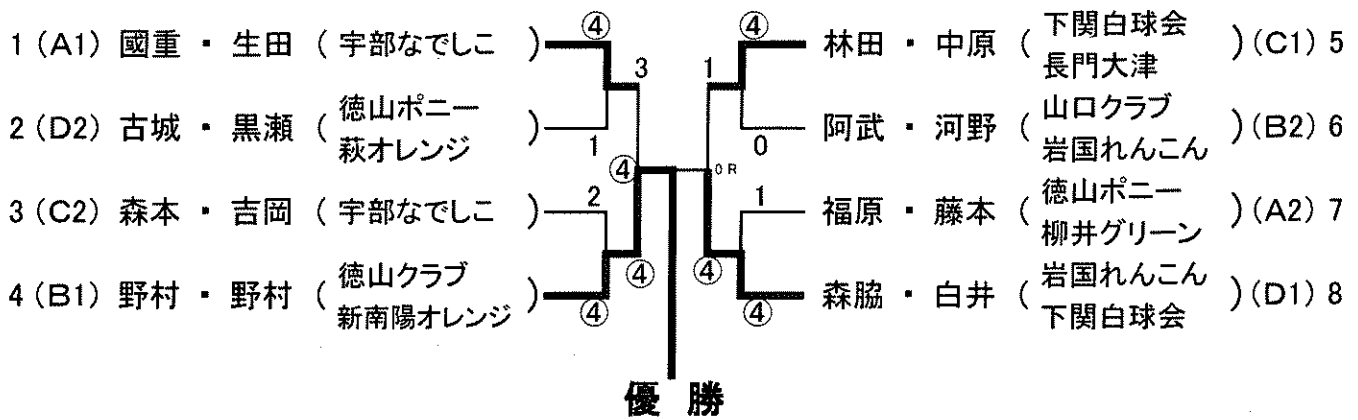 1 (A1) 國重 ・ 生田 ( 宇部なでしこ )
④
3
1
2 (D2) 古城 ・ 黒瀬 ( 徳山ポニー
萩オレンジ )
④
2
3 (C2) 森本 ・ 吉岡 ( 宇部なでしこ )
④
④
4 (B1) 野村 ・ 野村 ( 徳山クラブ
新南陽オレンジ )
④
林田 ・ 中原 ( 下関白球会
長門大津 ) (C1) 5
1
0
阿武 ・ 河野 ( 山口クラブ
岩国れんこん ) (B2) 6
0 R
1
福原 ・ 藤本 ( 徳山ポニー
柳井グリーン ) (A2) 7
④
④
森脇 ・ 白井 ( 岩国れんこん
下関白球会 ) (D1) 8
優 勝